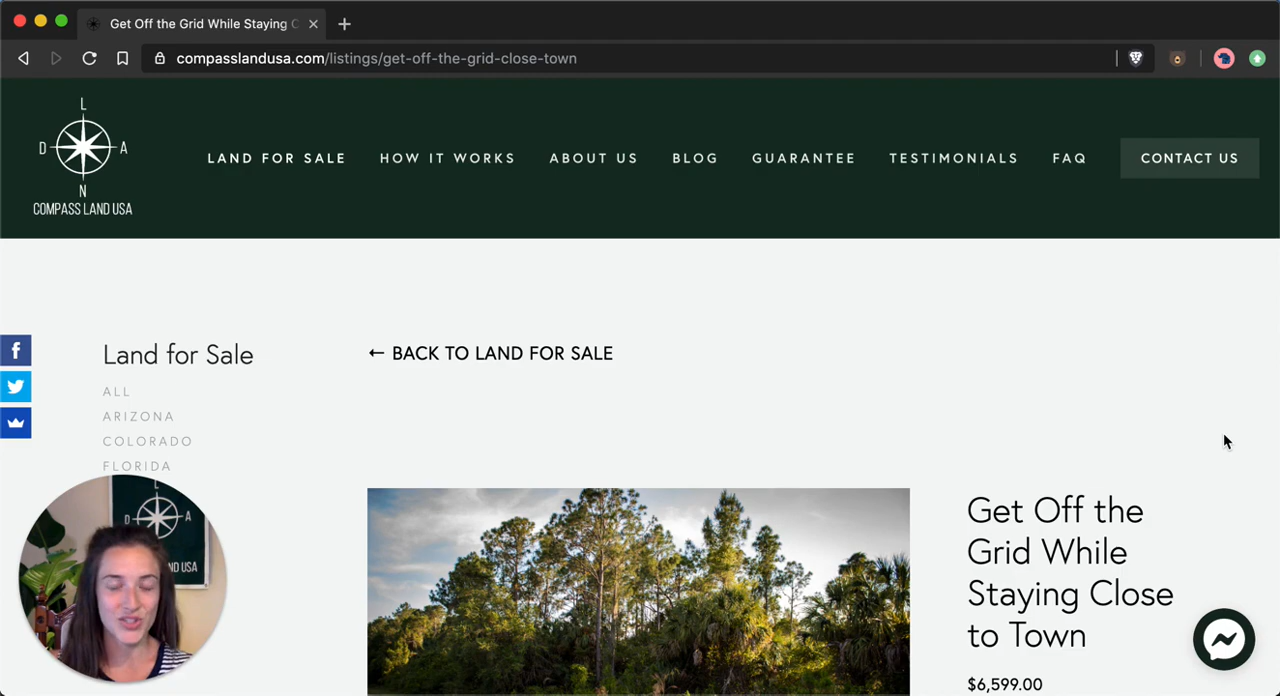 Get Off the Grid While Staying C
compasslandusa.com/listings/get-off-the-grid-close-town
L
D A
N
COMPASS LAND USA
LAND FOR SALE
HOW IT WORKS
ABOUT US
BLOG
GUARANTEE
TESTIMONIALS
FAQ
CONTACT US
Land for Sale
ALL
ARIZONA
COLORADO
FLORIDA
← BACK TO LAND FOR SALE
L
D A
ND USA
Get Off the
Grid While
Staying Close
to Town
$6,599.00